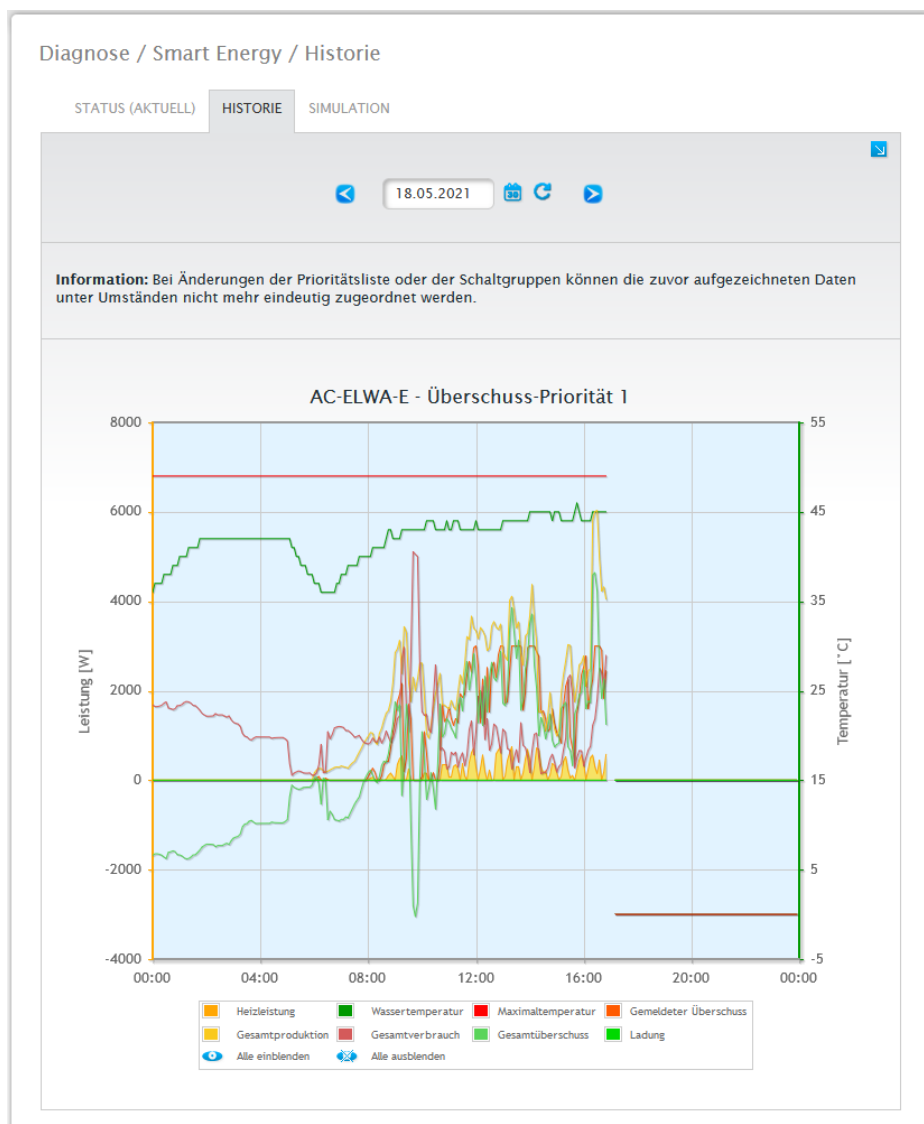 Diagnose / Smart Energy / Historie
STATUS (AKTUELL) HISTORIE SIMULATION
18.05.2021 30
Information: Bei Änderungen der Prioritätsliste oder der Schaltgruppen können die zuvor aufgezeichneten Daten
unter Umständen nicht mehr eindeutig zugeordnet werden.
AC-ELWA-E - Überschuss-Priorität 1
8000 55
6000 45
4000 35
Leistung [W] Temperatur [°C]
2000 25
0 15
-2000 5
-4000 -5
00:00 04:00 08:00 12:00 16:00 20:00 00:00
Heizleistung Wassertemperatur Maximaltemperatur Gemeldeter Überschuss
Gesamtproduktion Gesamtverbrauch Gesamtüberschuss Ladung
Alle einblenden Alle ausblenden